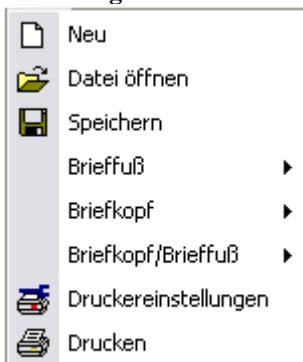 Neu
Datei öffnen
Speichern
Brieffuß
Briefkopf
Briefkopf/Brieffuß
Druckereinstellungen
Drucken